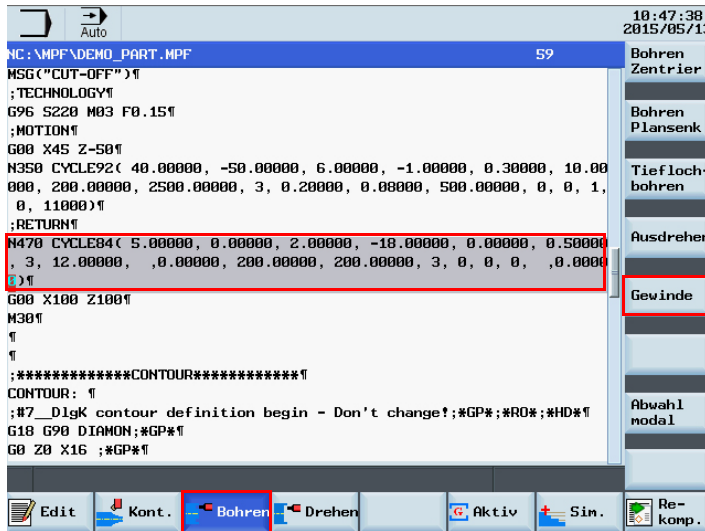 Auto
10:47:38
2015/05/13
NC:\MPF\DEMO_PART.MPF 59
MSG("CUT-OFF")¶
;TECHNOLOGY¶
G96 S220 M03 F0.15¶
;MOTION¶
G00 X45 Z-50¶
N350 CYCLE92( 40.00000, -50.00000, 6.00000, -1.00000, 0.30000, 10.00
000, 200.00000, 2500.00000, 3, 0.20000, 0.08000, 500.00000, 0, 0, 1,
0, 11000)¶
;RETURN¶
N470 CYCLE84( 5.00000, 0.00000, 2.00000, -18.00000, 0.00000, 0.50000
, 3, 12.00000, ,0.00000, 200.00000, 200.00000, 3, 0, 0, 0, ,0.0000
0)¶
G00 X100 Z100¶
M30¶
¶
¶
;*************CONTOUR************¶
CONTOUR: ¶
;#7__DlgK contour definition begin - Don't change!;*GP*;*RO*;*HD*¶
G18 G90 DIAMON;*GP*¶
G0 Z0 X16 ;*GP*¶
Bohren
Zentrier
Bohren
Plansenk
Tiefloch-
bohren
Ausdrehen
Gewinde
Abwahl
modal
Edit
Kont.
Bohren
Drehen
G Aktiv
Sim.
Re-
komp.